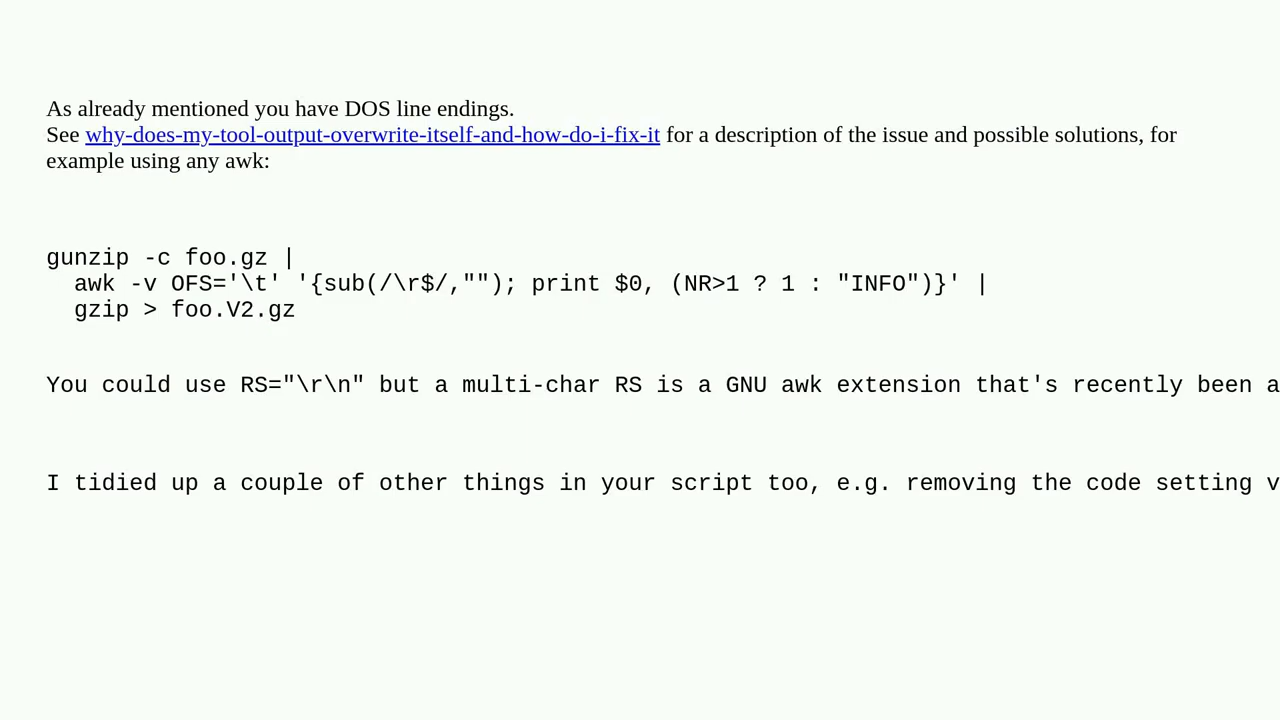 As already mentioned you have DOS line endings.
See why-does-my-tool-output-overwrite-itself-and-how-do-i-fix-it for a description of the issue and possible solutions, for
example using any awk:
gunzip -c foo.gz |
  awk -v OFS='\t' '{sub(/\r$/,""); print $0, (NR>1 ? 1 : "INFO")}' |
  gzip > foo.V2.gz
You could use RS="\r\n" but a multi-char RS is a GNU awk extension that's recently been
I tidied up a couple of other things in your script too, e.g. removing the code setting